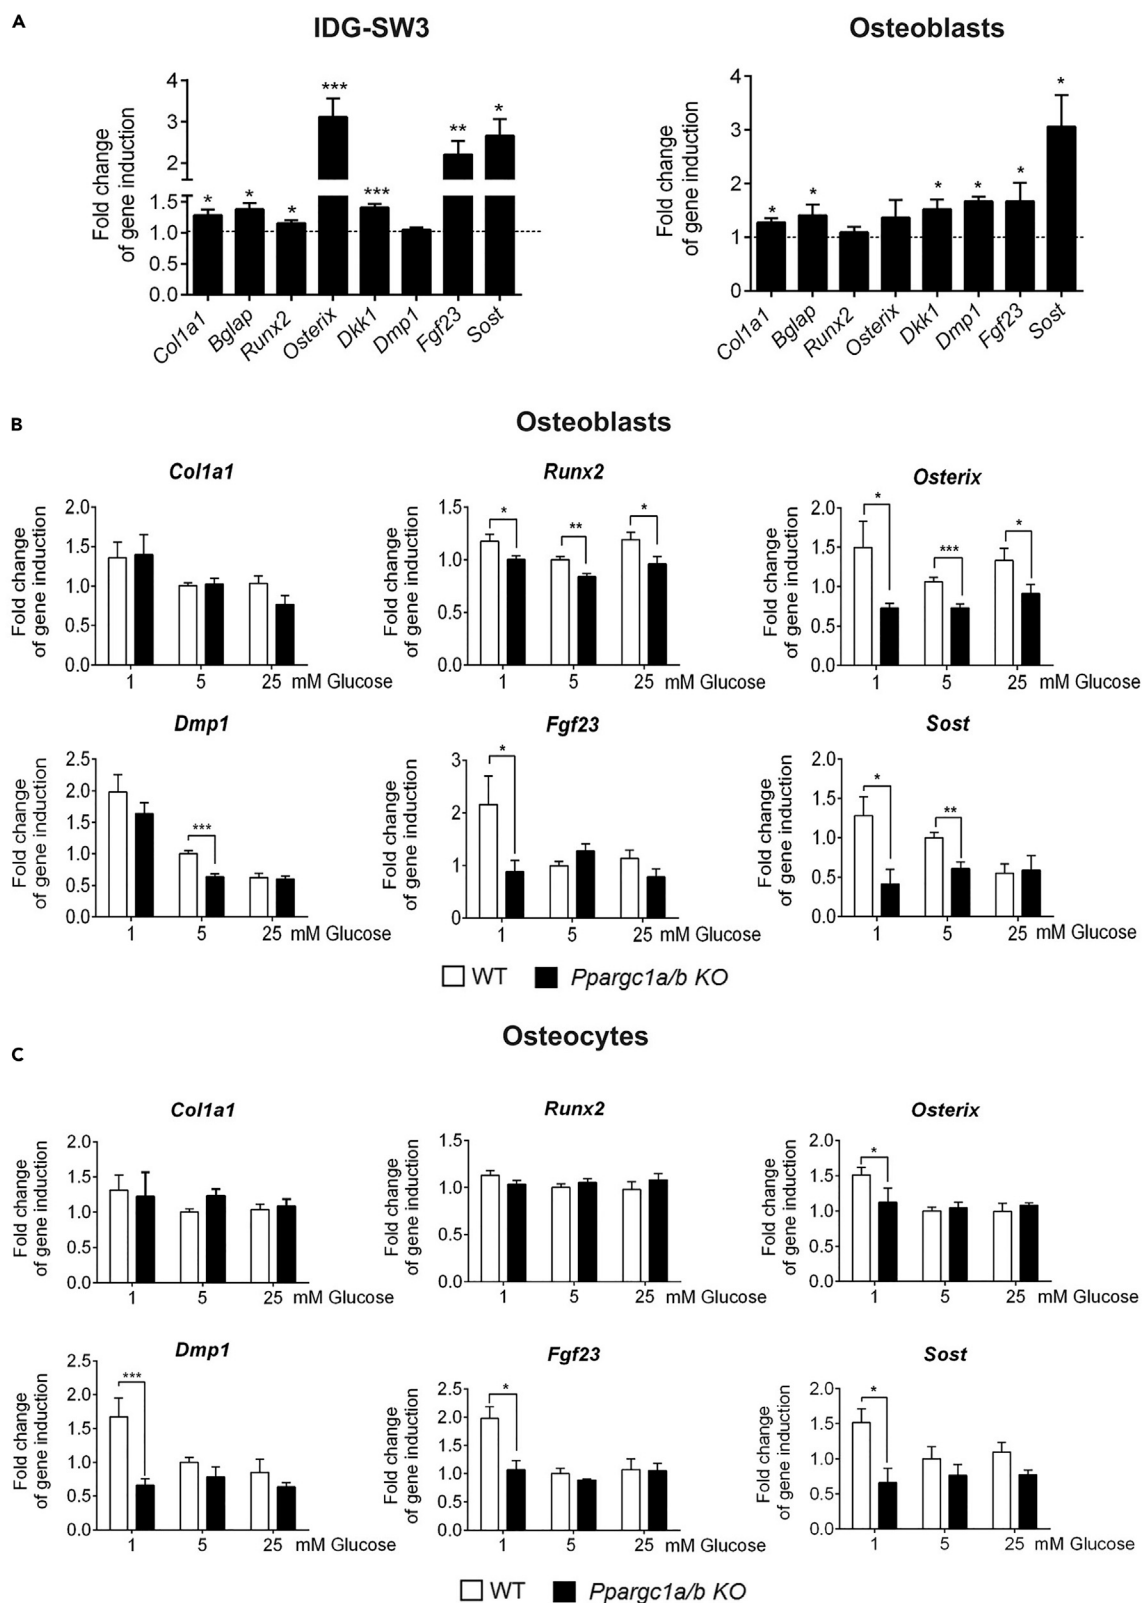 A
IDG-SW3
Osteoblasts
Fold change
of gene induction
4
3
2
1.5
1.0
0.5
0.0
***
**
*
*
*
*
***
Col1a1
Bglap
Runx2
Osterix
Dkk1
Dmp1
Fgf23
Sost
Fold change
of gene induction
4
3
2
1
0
*
*
*
*
*
*
Col1a1
Bglap
Runx2
Osterix
Dkk1
Dmp1
Fgf23
Sost
B
Osteoblasts
Col1a1
Fold change
of gene induction
2.0
1.5
1.0
0.5
0.0
1 5 25 mM Glucose
Runx2
Fold change
of gene induction
1.5
1.0
0.5
0.0
* ** *
1 5 25 mM Glucose
Osterix
Fold change
of gene induction
2.0
1.5
1.0
0.5
0.0
* *** *
1 5 25 mM Glucose
Dmp1
Fold change
of gene induction
2.5
2.0
1.5
1.0
0.5
0.0
***
1 5 25 mM Glucose
Fgf23
Fold change
of gene induction
3
2
1
0
*
1 5 25 mM Glucose
Sost
Fold change
of gene induction
2.0
1.5
1.0
0.5
0.0
* **
1 5 25 mM Glucose
WT Ppargc1a/b KO
C
Osteocytes
Col1a1
Fold change
of gene induction
2.0
1.5
1.0
0.5
0.0
1 5 25 mM Glucose
Runx2
Fold change
of gene induction
1.5
1.0
0.5
0.0
1 5 25 mM Glucose
Osterix
Fold change
of gene induction
2.0
1.5
1.0
0.5
0.0
*
1 5 25 mM Glucose
Dmp1
Fold change
of gene induction
2.5
2.0
1.5
1.0
0.5
0.0
***
1 5 25 mM Glucose
Fgf23
Fold change
of gene induction
2.5
2.0
1.5
1.0
0.5
0.0
*
1 5 25 mM Glucose
Sost
Fold change
of gene induction
2.0
1.5
1.0
0.5
0.0
*
1 5 25 mM Glucose
WT Ppargc1a/b KO